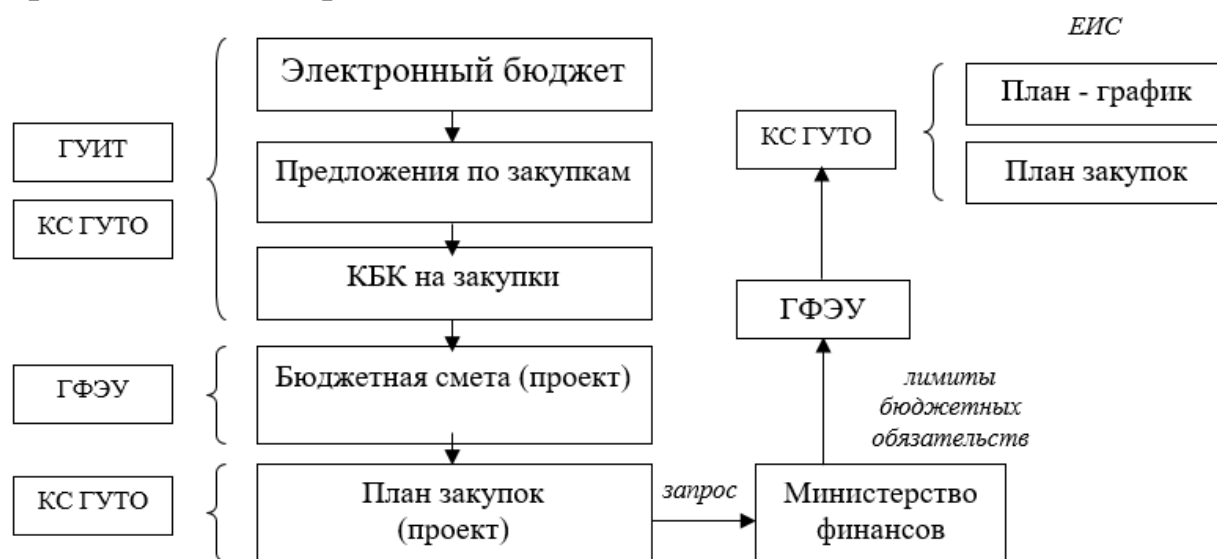 ЕИС
Электронный бюджет
План - график
ГУИТ
КС ГУТО
Предложения по закупкам
План закупок
КС ГУТО
КБК на закупки
ГФЭУ
ГФЭУ
Бюджетная смета (проект)
лимиты
бюджетных
обязательств
КС ГУТО
План закупок
(проект)
запрос
Министерство
финансов